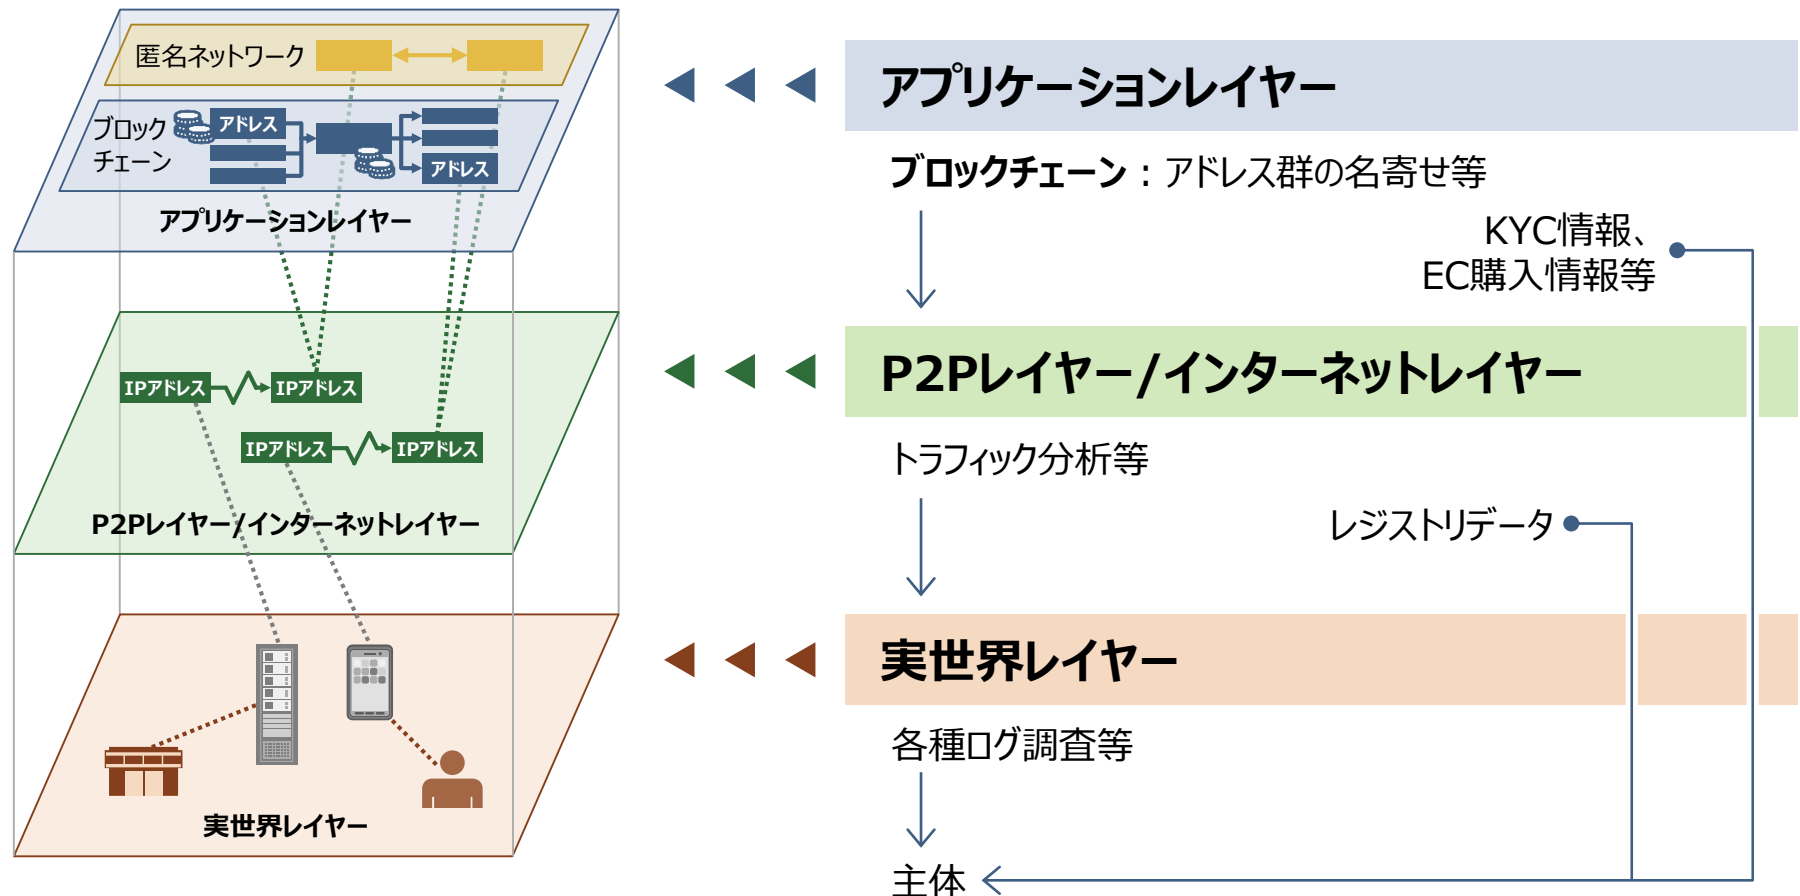 匿名ネットワーク
ブロック
チェーン
アドレス
アドレス
アプリケーションレイヤー
IPアドレス
IPアドレス
IPアドレス
IPアドレス
P2Pレイヤー/インターネットレイヤー
実世界レイヤー
アプリケーションレイヤー
ブロックチェーン：アドレス群の名寄せ等
KYC情報、
EC購入情報等
P2Pレイヤー/インターネットレイヤー
トラフィック分析等
レジストリデータ
実世界レイヤー
各種ログ調査等
主体